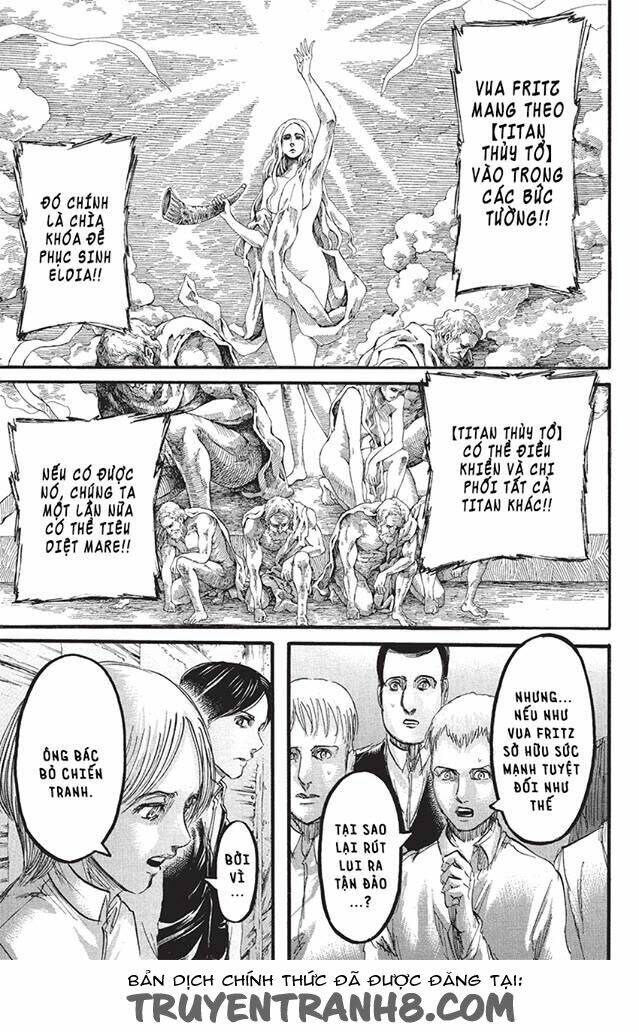 VUA FRITZ
MANG THEO
【TITAN
THỦY TỔ】
VÀO TRONG
CÁC BỨC
TƯỜNG!!
ĐÓ CHÍNH
LÀ CHÌA
KHÓA ĐỂ
PHỤC SINH
ELDIA!!
【TITAN THỦY TỔ】
CÓ THỂ ĐIỀU
KHIỂN VÀ CHI
PHỐI TẤT CẢ
TITAN KHÁC!!
NẾU CÓ ĐƯỢC
NÓ, CHÚNG TA
MỘT LẦN NỮA
CÓ THỂ TIÊU
DIỆT MARE!!
NHƯNG...
NẾU NHƯ
VUA FRITZ
SỞ HỮU SỨC
MẠNH TUYỆT
ĐỐI NHƯ
THẾ
TẠI SAO
LẠI RÚT
LUI RA
TẬN ĐẢO
...?
BỞI
VÌ
...
ÔNG BÁC
BỎ CHIẾN
TRANH.
BẢN DỊCH CHÍNH THỨC ĐÃ ĐƯỢC ĐĂNG TẠI:
TRUYENTRANH8.COM